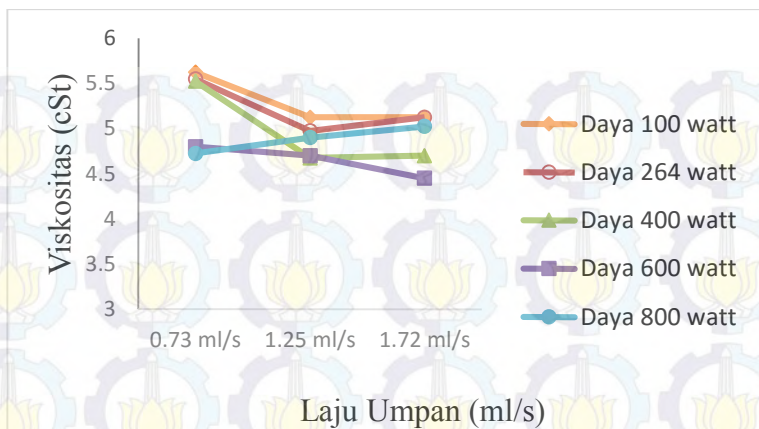 Viskositas (cSt)
6
5.5
5
4.5
4
3.5
3
0.73 ml/s 1.25 ml/s 1.72 ml/s
Laju Umpan (ml/s)
Daya 100 watt
Daya 264 watt
Daya 400 watt
Daya 600 watt
Daya 800 watt